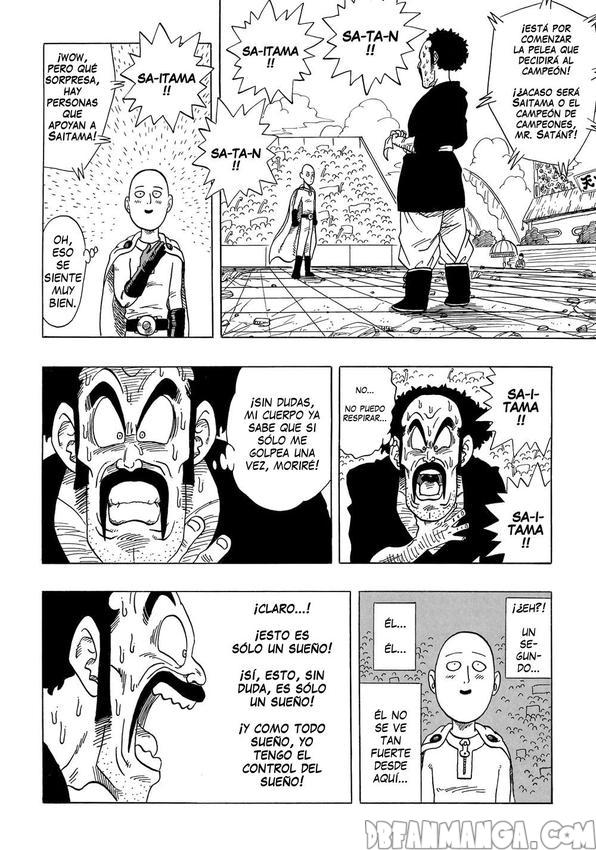 ¡ESTÁ POR
COMENZAR
LA PELEA QUE
DECIDIRÁ AL
CAMPEÓN!
¡¿ACASO SERÁ
SAITAMA O EL
CAMPEÓN DE
CAMPEONES,
MR. SATÁN?!
SA-TA-N
!!
SA-ITAMA
!!
SA-TA-N
!!
天
SA-ITAMA
!!
¡WOW,
PERO QUÉ
SORPRESA,
HAY
PERSONAS
QUE
APOYAN A
SAITAMA!
OH,
ESO
SE
SIENTE
MUY
BIEN.
SA-I-
TAMA
!!
NO...
NO PUEDO
RESPIRAR...
SA-I-
TAMA
!!
¡SIN DUDAS,
MI CUERPO YA
SABE QUE SI
SÓLO ME
GOLPEA UNA
VEZ, MORIRÉ!
¡¿EH?!
UN
SE-
GUN-
DO...
ÉL...
ÉL...
ÉL NO SE
VE TAN
FUERTE
DESDE
AQUÍ...
¡CLARO...!
¡ESTO ES
SÓLO UN SUEÑO!
¡SÍ, ESTO, SIN
DUDA, ES SÓLO
UN SUEÑO!
¡Y COMO TODO
SUEÑO, YO
TENGO EL
CONTROL DEL
SUEÑO!
DBFANMANGA.COM